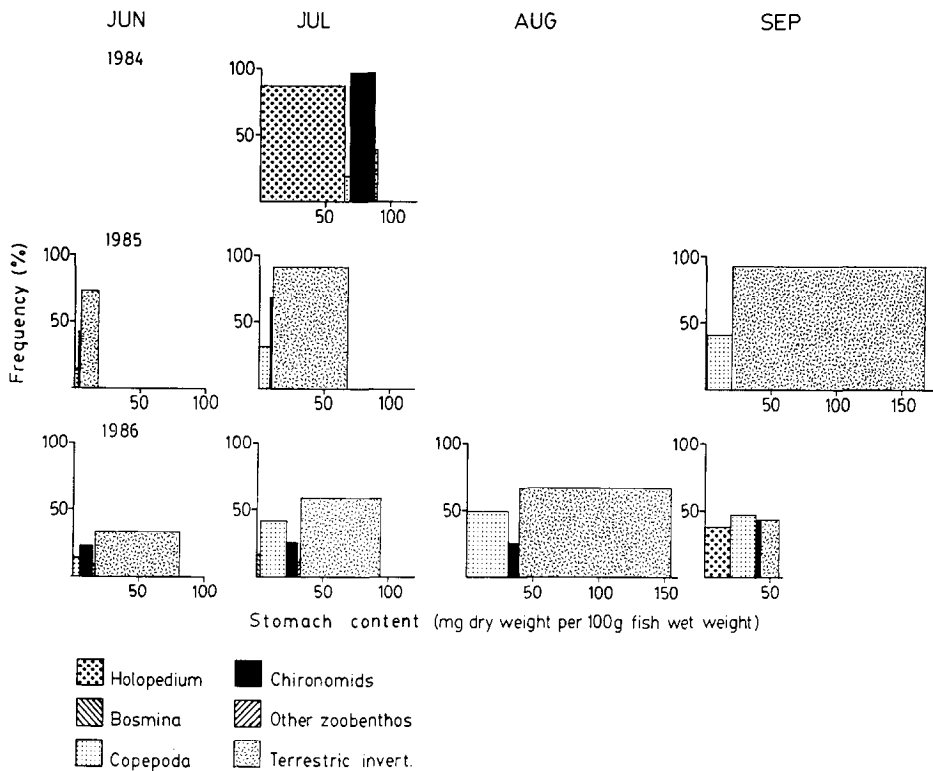 JUN JUL AUG SEP
1984
100
50
50 100
1985
Frequency (%)
100 100 100
50 50 50
50 100 50 100 50 100 150
1986
100 100 100 100
50 50 50 50
50 100 50 100 50 100 150 50
Stomach content (mg dry weight per 100g fish wet weight)
Holopedium Chironomids
Bosmina Other zoobenthos
Copepoda Terrestric invert.